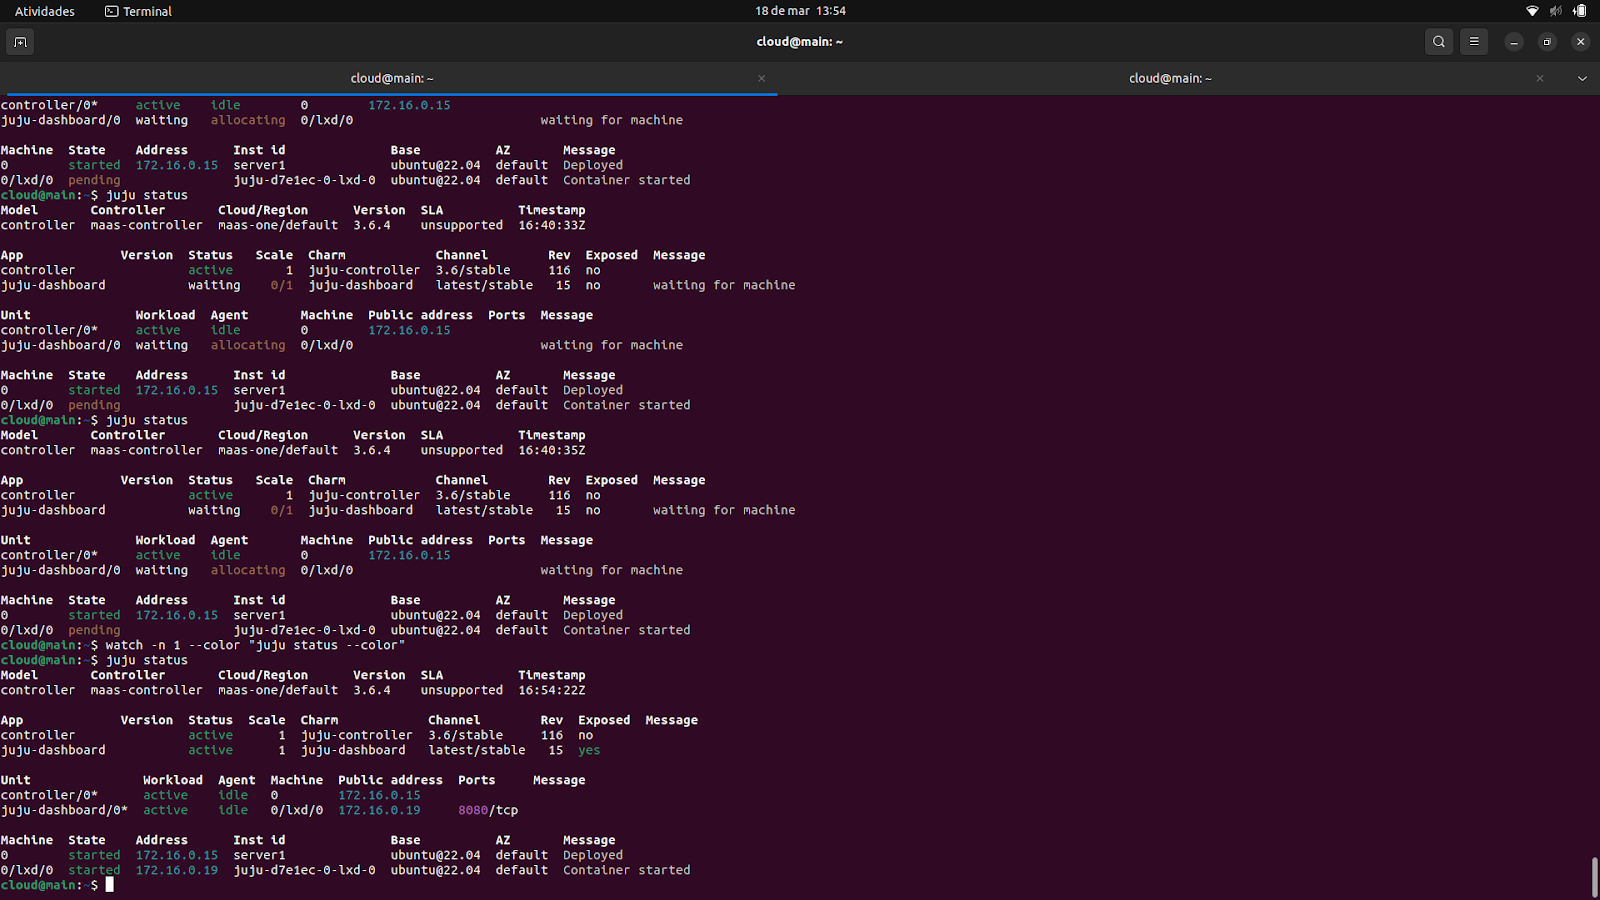 Atividades Terminal 18 de mar 13:54
cloud@main: ~
cloud@main: ~ cloud@main: ~
controller/0* active idle 0 172.16.0.15
juju-dashboard/0 waiting allocating 0/lxd/0 waiting for machine
Machine State Address Inst id Base AZ Message
0 started 172.16.0.15 server1 ubuntu@22.04 default Deployed
0/lxd/0 pending juju-d7e1ec-0-lxd-0 ubuntu@22.04 default Container started
cloud@main:~$ juju status
Model Controller Cloud/Region Version SLA Timestamp
controller maas-controller maas-one/default 3.6.4 unsupported 16:40:33Z
App Version Status Scale Charm Channel Rev Exposed Message
controller active 1 juju-controller 3.6/stable 116 no
juju-dashboard waiting 0/1 juju-dashboard latest/stable 15 no waiting for machine
Unit Workload Agent Machine Public address Ports Message
controller/0* active idle 0 172.16.0.15
juju-dashboard/0 waiting allocating 0/lxd/0 waiting for machine
Machine State Address Inst id Base AZ Message
0 started 172.16.0.15 server1 ubuntu@22.04 default Deployed
0/lxd/0 pending juju-d7e1ec-0-lxd-0 ubuntu@22.04 default Container started
cloud@main:~$ juju status
Model Controller Cloud/Region Version SLA Timestamp
controller maas-controller maas-one/default 3.6.4 unsupported 16:40:35Z
App Version Status Scale Charm Channel Rev Exposed Message
controller active 1 juju-controller 3.6/stable 116 no
juju-dashboard waiting 0/1 juju-dashboard latest/stable 15 no waiting for machine
Unit Workload Agent Machine Public address Ports Message
controller/0* active idle 0 172.16.0.15
juju-dashboard/0 waiting allocating 0/lxd/0 waiting for machine
Machine State Address Inst id Base AZ Message
0 started 172.16.0.15 server1 ubuntu@22.04 default Deployed
0/lxd/0 pending juju-d7e1ec-0-lxd-0 ubuntu@22.04 default Container started
cloud@main:~$ watch -n 1 --color "juju status --color"
cloud@main:~$ juju status
Model Controller Cloud/Region Version SLA Timestamp
controller maas-controller maas-one/default 3.6.4 unsupported 16:54:22Z
App Version Status Scale Charm Channel Rev Exposed Message
controller active 1 juju-controller 3.6/stable 116 no
juju-dashboard active 1 juju-dashboard latest/stable 15 yes
Unit Workload Agent Machine Public address Ports Message
controller/0* active idle 0 172.16.0.15
juju-dashboard/0* active idle 0/lxd/0 172.16.0.19 8080/tcp
Machine State Address Inst id Base AZ Message
0 started 172.16.0.15 server1 ubuntu@22.04 default Deployed
0/lxd/0 started 172.16.0.19 juju-d7e1ec-0-lxd-0 ubuntu@22.04 default Container started
cloud@main:~$